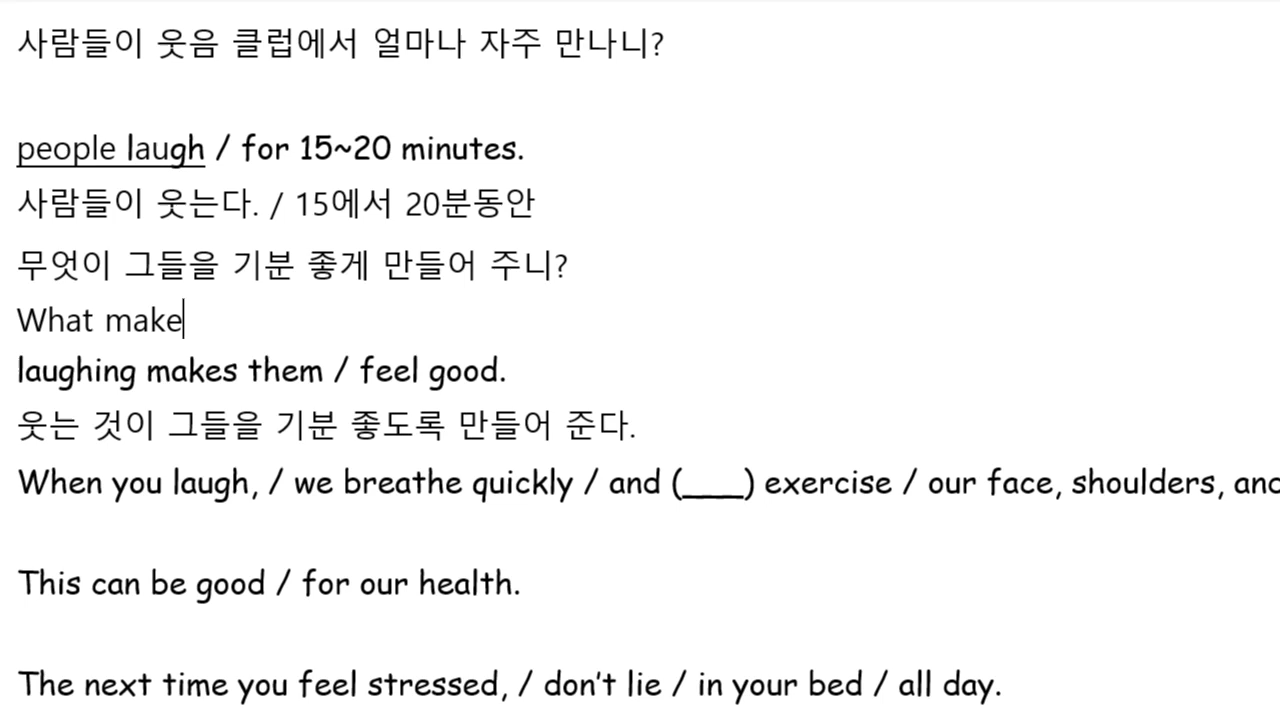 사람들이 웃음 클럽에서 얼마나 자주 만나니?
people laugh / for 15~20 minutes.
사람들이 웃는다. / 15에서 20분동안
무엇이 그들을 기분 좋게 만들어 주니?
What make
laughing makes them / feel good.
웃는 것이 그들을 기분 좋도록 만들어 준다.
When you laugh, / we breathe quickly / and (____) exercise / our face, shoulders,
This can be good / for our health.
The next time you feel stressed, / don't lie / in your bed / all day.